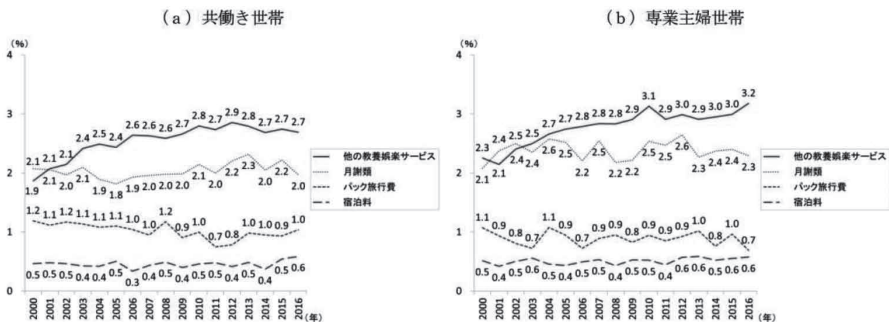 (a) 共働き世帯
(%)
4
3
2
1
0
2.1 2.1 2.1 2.4 2.5 2.4 2.6 2.6 2.6 2.7 2.8 2.7 2.9 2.8 2.7 2.7 2.7
1.9 2.1 2.0 2.1 1.9 1.8 1.9 2.0 2.0 2.0 2.1 2.0 2.2 2.3 2.0 2.2 2.0
1.2 1.1 1.2 1.1 1.1 1.1 1.0 1.0 1.2 0.9 1.0 0.7 0.8 1.0 0.9 0.9 1.0
0.5 0.5 0.5 0.4 0.4 0.5 0.3 0.4 0.5 0.4 0.5 0.5 0.4 0.5 0.4 0.5 0.6
2000 2001 2002 2003 2004 2005 2006 2007 2008 2009 2010 2011 2012 2013 2014 2015 2016 (年)
他の教養娯楽サービス
月謝類
パック旅行費
宿泊料
(b) 専業主婦世帯
(%)
4
3
2
1
0
2.3 2.4 2.5 2.5 2.7 2.7 2.8 2.8 2.8 2.9 3.1 2.9 3.0 2.9 2.9 3.0 3.2
2.1 2.1 2.4 2.4 2.6 2.5 2.2 2.5 2.2 2.2 2.5 2.5 2.6 2.3 2.4 2.4 2.3
1.1 0.9 0.8 0.7 1.1 0.9 0.7 0.9 0.9 0.8 0.9 0.8 0.9 1.0 0.8 1.0 0.7
0.5 0.4 0.5 0.6 0.5 0.4 0.5 0.5 0.4 0.5 0.5 0.4 0.6 0.6 0.5 0.6 0.6
2000 2001 2002 2003 2004 2005 2006 2007 2008 2009 2010 2011 2012 2013 2014 2015 2016 (年)
他の教養娯楽サービス
月謝類
パック旅行費
宿泊料